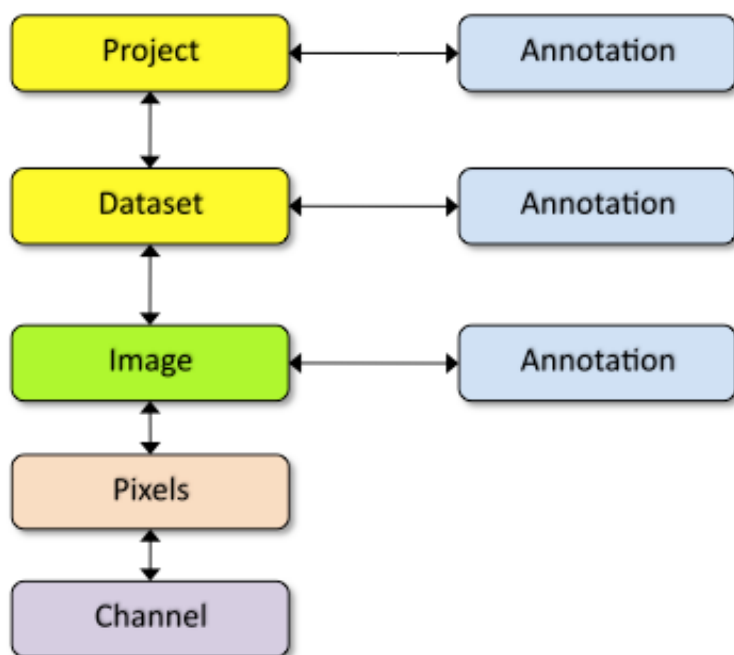 Project
Annotation
Dataset
Annotation
Image
Annotation
Pixels
Channel